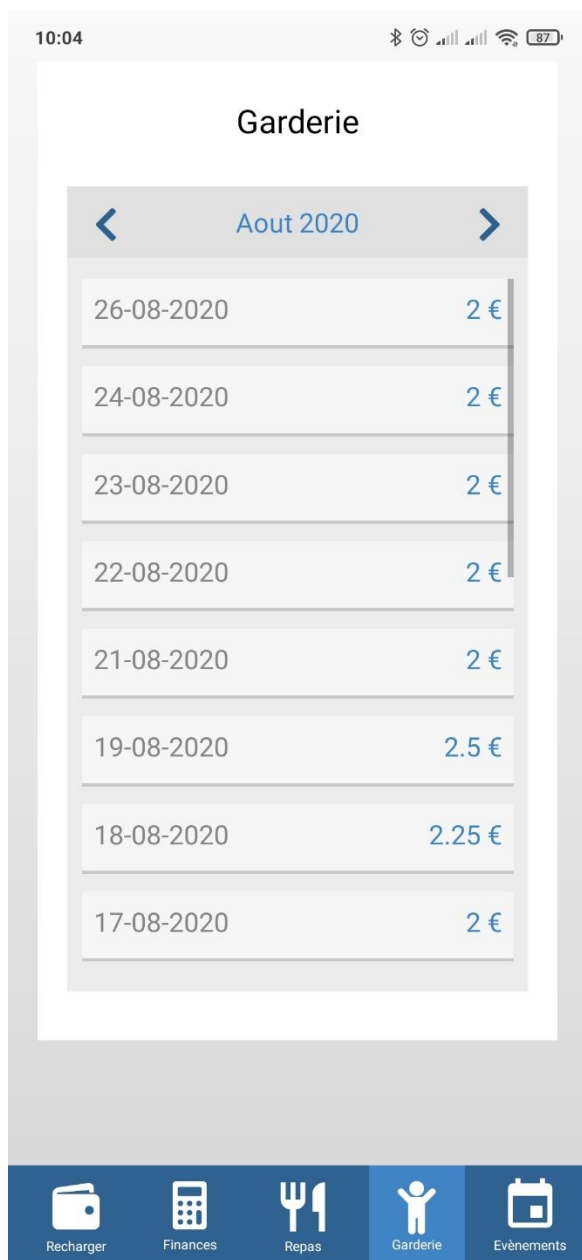 10:04 87
Garderie
Aout 2020
26-08-2020 2 €
24-08-2020 2 €
23-08-2020 2 €
22-08-2020 2 €
21-08-2020 2 €
19-08-2020 2.5 €
18-08-2020 2.25 €
17-08-2020 2 €
Recharger Finances Repas Garderie Evènements